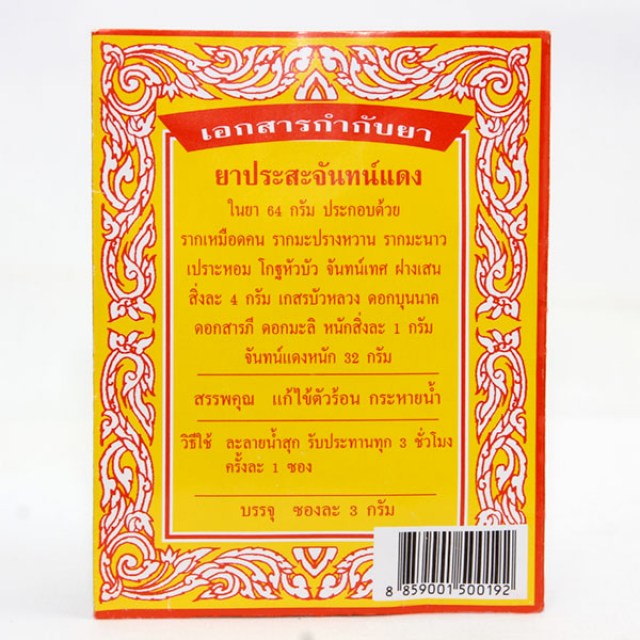 เอกสารกำกับยา
ยาประสะจันทน์แดง
ในยา 64 กรัม ประกอบด้วย
รากเหมือดคน รากมะปรางหวาน รากมะนาว
เปราะหอม โกฐหัวบัว จันทน์เทศ ฝางเสน
สิ่งละ 4 กรัม เกสรบัวหลวง ดอกบุนนาค
ดอกสารภี ดอกมะลิ หนักสิ่งละ 1 กรัม
จันทน์แดงหนัก 32 กรัม
สรรพคุณ แก้ไข้ตัวร้อน กระหายน้ำ
วิธีใช้ ละลายน้ำสุก รับประทานทุก 3 ชั่วโมง
ครั้งละ 1 ซอง
บรรจุ ซองละ 3 กรัม
8 859001 500192